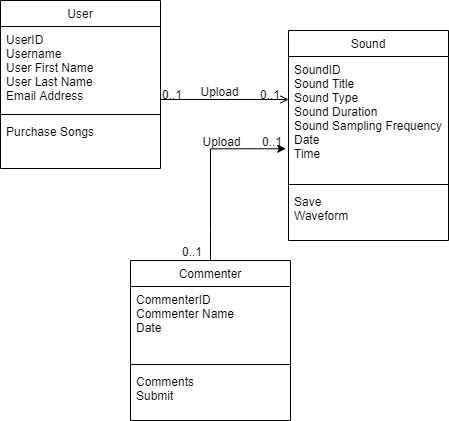 User
UserID
Username
User First Name
User Last Name
Email Address
Purchase Songs
0..1 Upload 0..1
Sound
SoundID
Sound Title
Sound Type
Sound Duration
Sound Sampling Frequency
Date
Time
Save
Waveform
Upload 0..1
0..1
Commenter
CommenterID
Commenter Name
Date
Comments
Submit